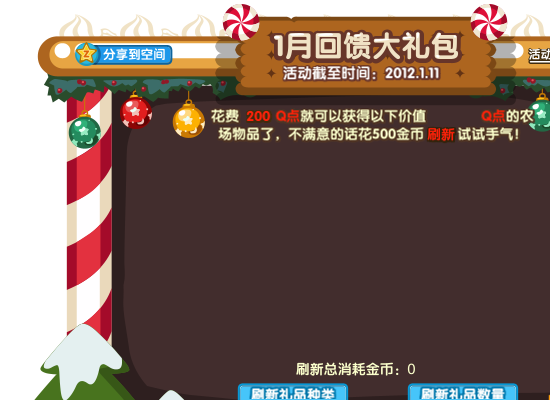 1月回馈大礼包
分享到空间
活动截至时间：2012.1.11
活动
花费 200 Q点就可以获得以下价值 Q点的农
场物品了，不满意的话花500金币 刷新 试试手气！
刷新总消耗金币：0
刷新礼品种类
刷新礼品数量